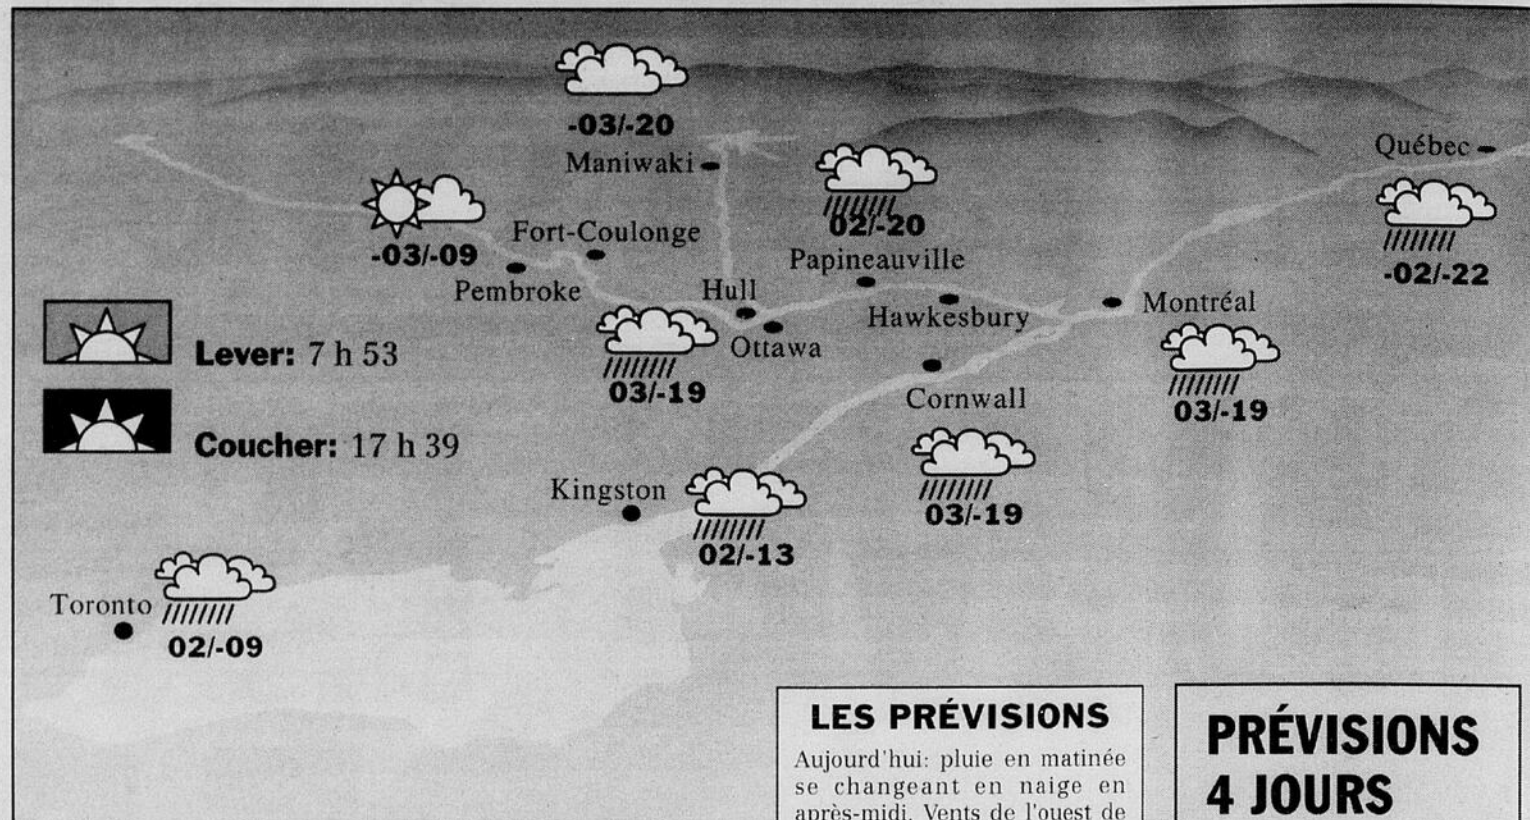 -03/-20
Maniwaki
Québec
-02/-22
02/-20
Papineauville
-03/-09
Fort-Coulonge
Pembroke
Hull
Ottawa
03/-19
Hawkesbury
Montréal
03/-19
Lever: 7 h 53
Coucher: 17 h 39
Cornwall
03/-19
Kingston
02/-13
Toronto
02/-09
LES PRÉVISIONS
Aujourd'hui: pluie en matinée
se changeant en naige en
après-midi. Vents de l'ouest de
PRÉVISIONS
4 JOURS